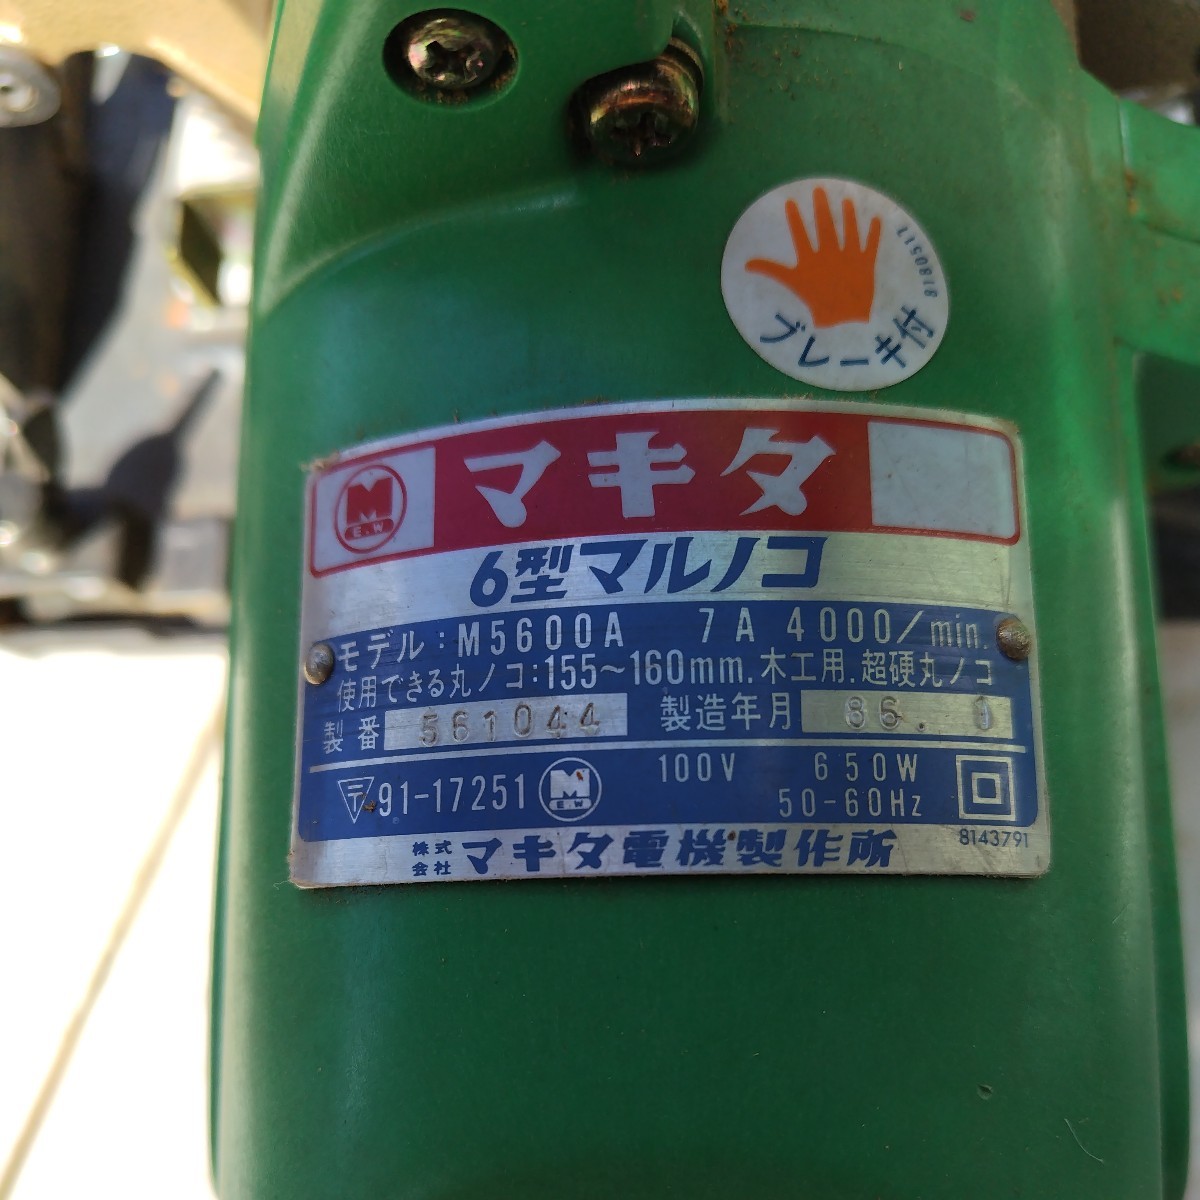 8180511
ブレーキ付
M
E.W
マキタ
6型マルノコ
モデル:M5600A 7A 4000/min.
使用できる丸ノコ:155~160mm.木工用.超硬丸ノコ
製番 561044 製造年月 86. 1
〒 91-17251 M E.W 100V 650W
50-60Hz
株式会社 マキタ電機製作所 8143791